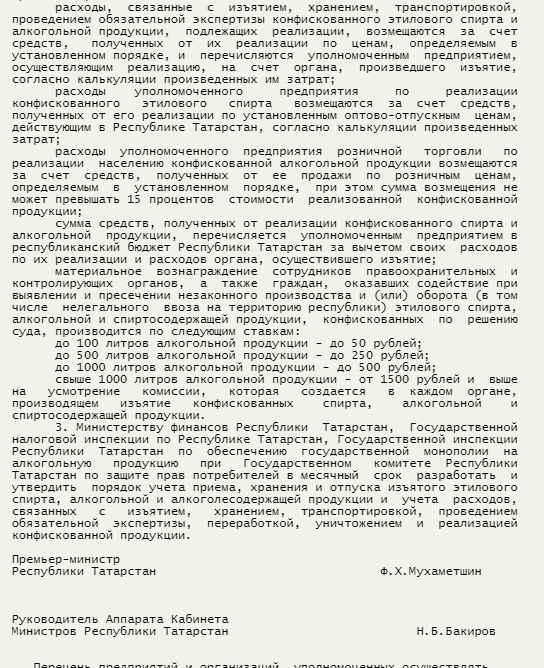 расходы, связанные с изъятием, хранением, транспортировкой,
проведением обязательной экспертизы конфискованного этилового спирта и
алкогольной продукции, подлежащих реализации, возмещаются за счет
средств, полученных от их реализации по ценам, определяемым в
установленном порядке, и перечисляются уполномоченным предприятием,
осуществляющим реализацию, на счет органа, произведшего изъятие,
согласно калькуляции произведенных им затрат;
расходы уполномоченного предприятия по реализации
конфискованного этилового спирта возмещаются за счет средств,
полученных от его реализации по установленным оптово-отпускным ценам,
действующим в Республике Татарстан, согласно калькуляции произведенных
затрат;
расходы уполномоченного предприятия розничной торговли по
реализации населению конфискованной алкогольной продукции возмещаются
за счет средств, полученных от ее продажи по розничным ценам,
определяемым в установленном порядке, при этом сумма возмещения не
может превышать 15 процентов стоимости реализованной конфискованной
продукции;
сумма средств, полученных от реализации конфискованного спирта и
алкогольной продукции, перечисляется уполномоченным предприятием в
республиканский бюджет Республики Татарстан за вычетом своих расходов
по их реализации и расходов органа, осуществившего изъятие;
материальное вознаграждение сотрудников правоохранительных и
контролирующих органов, а также граждан, оказавших содействие при
выявлении и пресечении незаконного производства и (или) оборота (в том
числе нелегального ввоза на территорию республики) этилового спирта,
алкогольной и спиртосодержащей продукции, конфискованных по решению
суда, производится по следующим ставкам:
до 100 литров алкогольной продукции - до 50 рублей;
до 500 литров алкогольной продукции - до 250 рублей;
до 1000 литров алкогольной продукции - до 500 рублей;
свыше 1000 литров алкогольной продукции - от 1500 рублей и выше
на усмотрение комиссии, которая создается в каждом органе,
производящем изъятие конфискованных спирта, алкогольной и
спиртосодержащей продукции.
3. Министерству финансов Республики Татарстан, Государственной
налоговой инспекции по Республике Татарстан, Государственной инспекции
Республики Татарстан по обеспечению государственной монополии на
алкогольную продукцию при Государственном комитете Республики
Татарстан по защите прав потребителей в месячный срок разработать и
утвердить порядок учета приема, хранения и отпуска изъятого этилового
спирта, алкогольной и алкоголесодержащей продукции и учета расходов,
связанных с изъятием, хранением, транспортировкой, проведением
обязательной экспертизы, переработкой, уничтожением и реализацией
конфискованной продукции.
Премьер-министр
Республики Татарстан Ф.Х.Мухаметшин
Руководитель Аппарата Кабинета
Министров Республики Татарстан Н.Б.Бакиров
Перечень предприятий и организаций, уполномоченных осуществлять